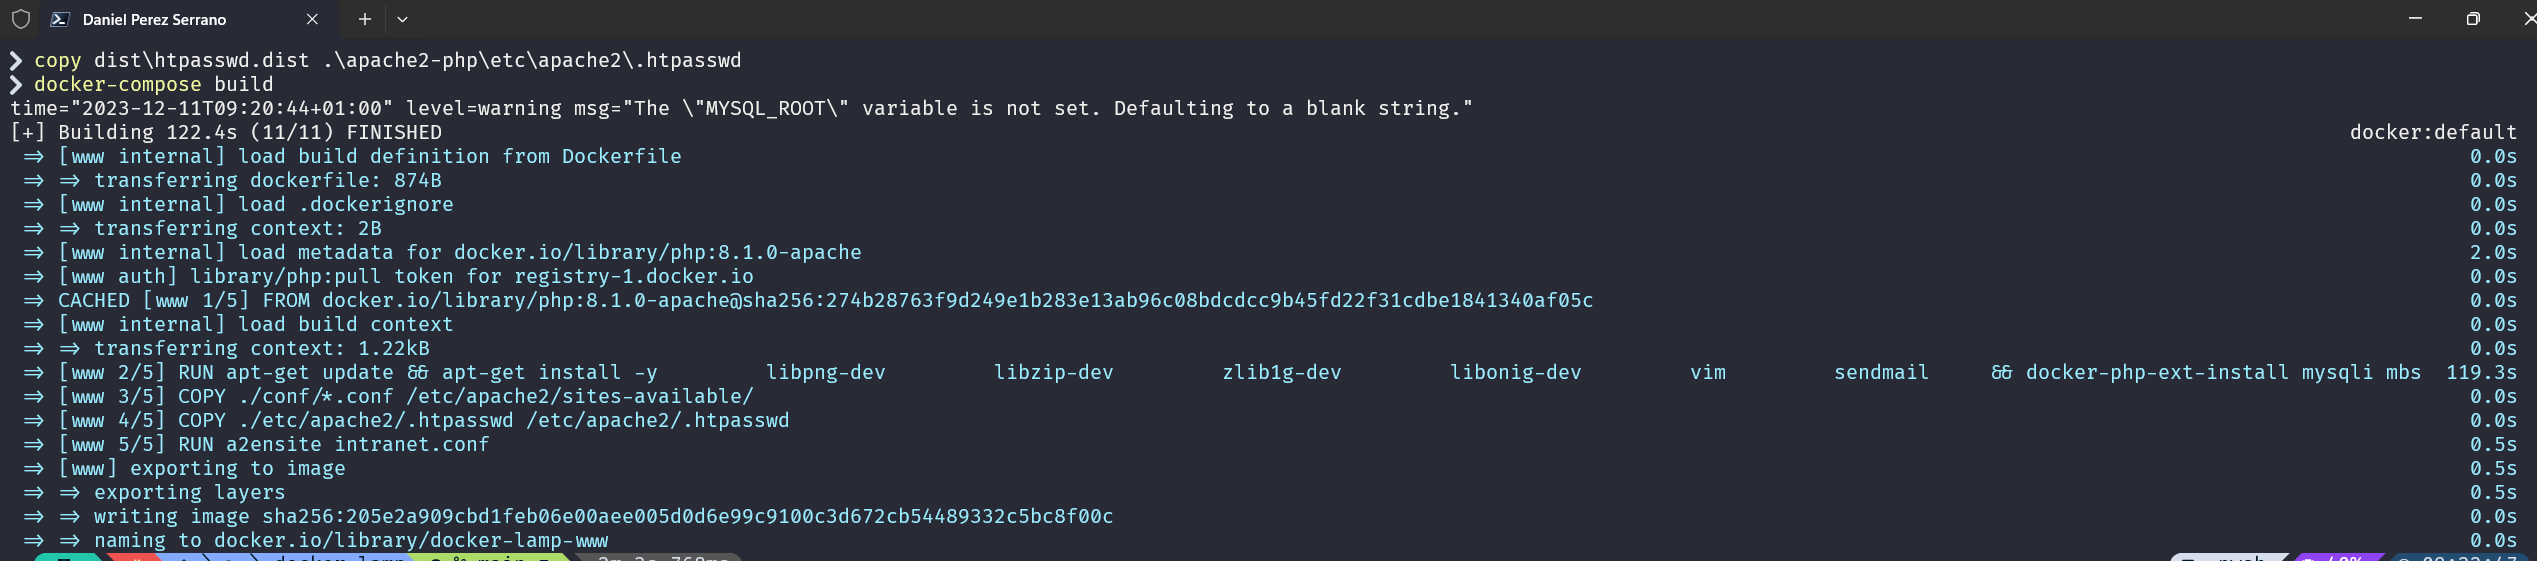 Daniel Perez Serrano
❯ copy dist\htpasswd.dist .\apache2-php\etc\apache2\.htpasswd
❯ docker-compose build
time="2023-12-11T09:20:44+01:00" level=warning msg="The \"MYSQL_ROOT\" variable is not set. Defaulting to a blank string."
[+] Building 122.4s (11/11) FINISHED docker:default
=> [www internal] load build definition from Dockerfile 0.0s
=> => transferring dockerfile: 874B 0.0s
=> [www internal] load .dockerignore 0.0s
=> => transferring context: 2B 0.0s
=> [www internal] load metadata for docker.io/library/php:8.1.0-apache 2.0s
=> [www auth] library/php:pull token for registry-1.docker.io 0.0s
=> CACHED [www 1/5] FROM docker.io/library/php:8.1.0-apache@sha256:274b28763f9d249e1b283e13ab96c08bdcdcc9b45fd22f31cdbe1841340af05c 0.0s
=> [www internal] load build context 0.0s
=> => transferring context: 1.22kB 0.0s
=> [www 2/5] RUN apt-get update && apt-get install -y libpng-dev libzip-dev zlib1g-dev libonig-dev vim sendmail && docker-php-ext-install mysqli mbs 119.3s
=> [www 3/5] COPY ./conf/*.conf /etc/apache2/sites-available/ 0.0s
=> [www 4/5] COPY ./etc/apache2/.htpasswd /etc/apache2/.htpasswd 0.0s
=> [www 5/5] RUN a2ensite intranet.conf 0.5s
=> [www] exporting to image 0.5s
=> => exporting layers 0.5s
=> => writing image sha256:205e2a909cbd1feb06e00aee005d0d6e99c9100c3d672cb54489332c5bc8f00c 0.0s
=> => naming to docker.io/library/docker-lamp-www 0.0s